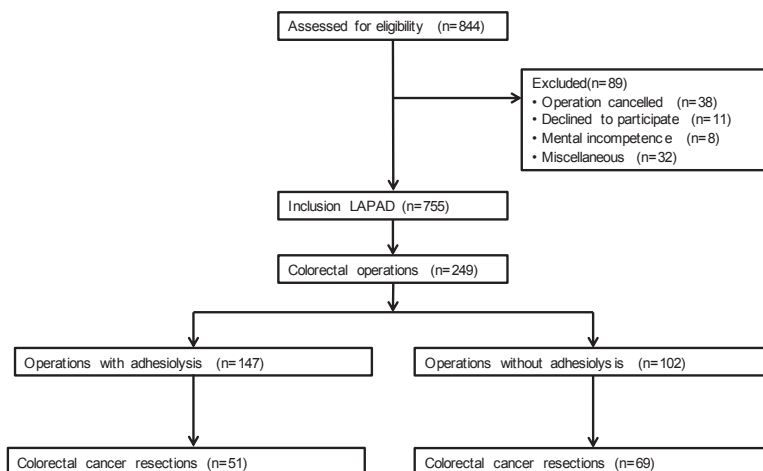 Assessed for eligibility (n=844)
Excluded(n=89)
• Operation cancelled (n=38)
• Declined to participate (n=11)
• Mental incompetence (n=8)
• Miscellaneous (n=32)
Inclusion LAPAD (n=755)
Colorectal operations (n=249)
Operations with adhesiolysis (n=147)
Operations without adhesiolysis (n=102)
Colorectal cancer resections (n=51)
Colorectal cancer resections (n=69)